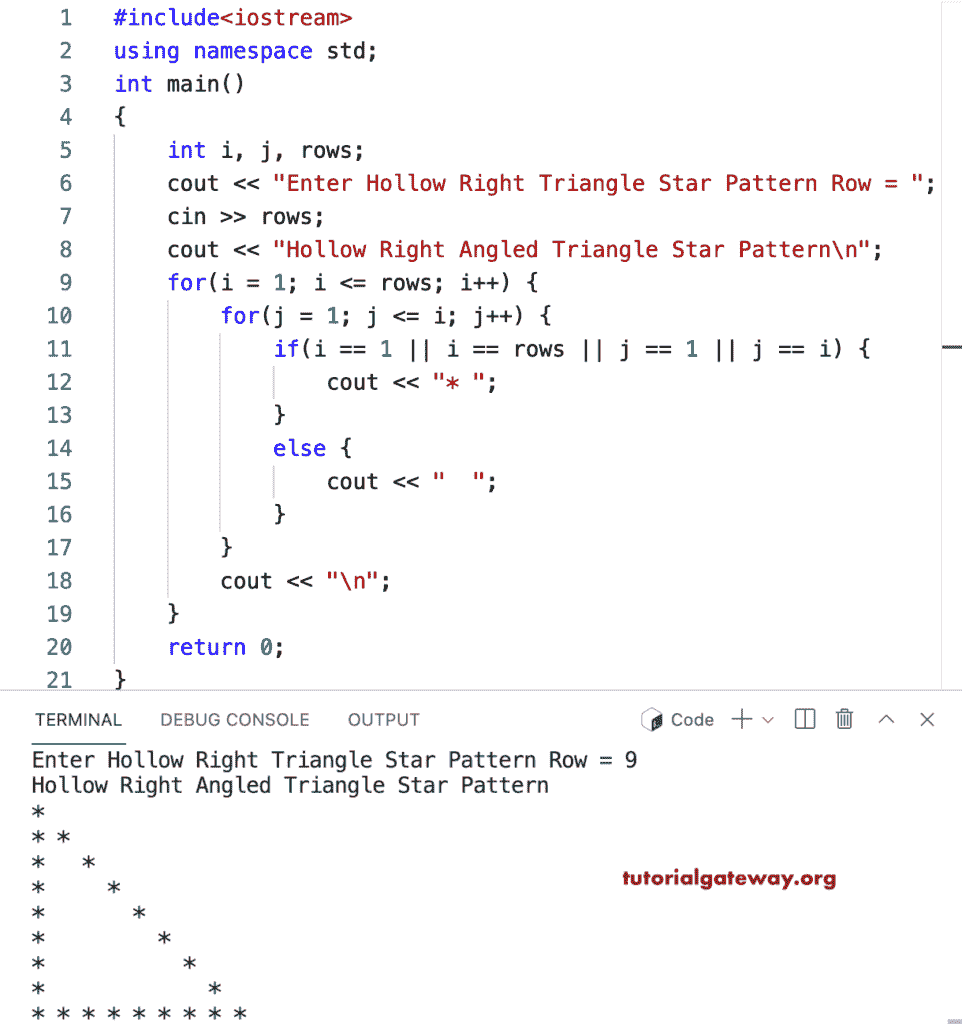 1 #include<iostream>
2 using namespace std;
3 int main()
4 {
5     int i, j, rows;
6     cout << "Enter Hollow Right Triangle Star Pattern Row = ";
7     cin >> rows;
8     cout << "Hollow Right Angled Triangle Star Pattern\n";
9     for(i = 1; i <= rows; i++) {
10         for(j = 1; j <= i; j++) {
11             if(i == 1 || i == rows || j == 1 || j == i) {
12                 cout << "* ";
13             }
14             else {
15                 cout << "  ";
16             }
17         }
18         cout << "\n";
19     }
20     return 0;
21 }
TERMINAL DEBUG CONSOLE OUTPUT Code
Enter Hollow Right Triangle Star Pattern Row = 9
Hollow Right Angled Triangle Star Pattern
*
* *
*   *
*     *
*       *
*         *
*           *
*             *
* * * * * * * * *
tutorialgateway.org